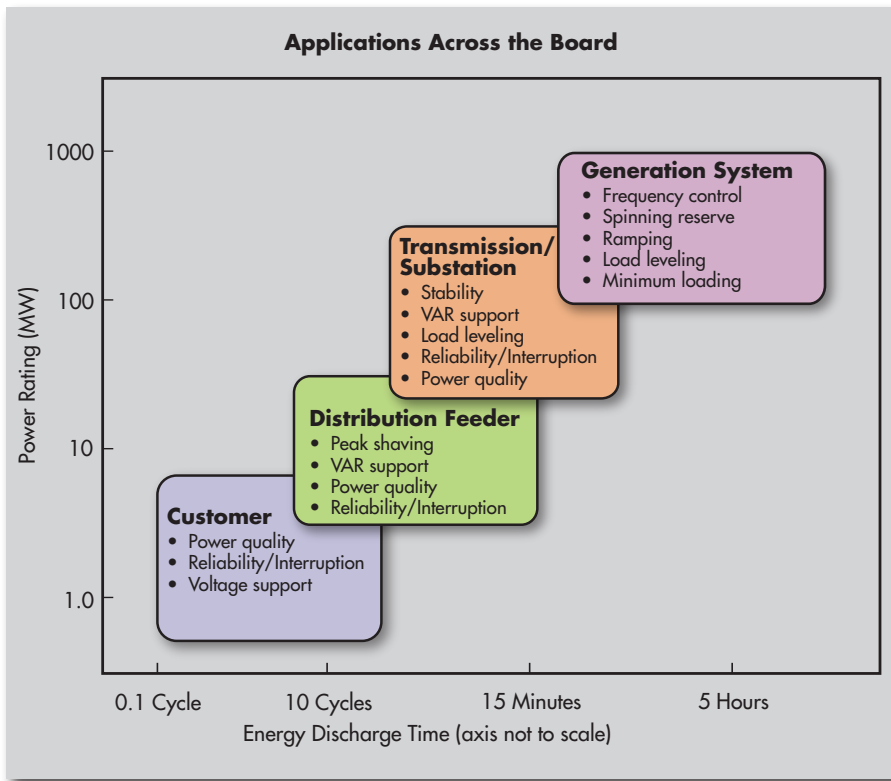 Applications Across the Board
Power Rating (MW)
1000
100
10
1.0
Generation System
• Frequency control
• Spinning reserve
• Ramping
• Load leveling
• Minimum loading
Transmission/
Substation
• Stability
• VAR support
• Load leveling
• Reliability/Interruption
• Power quality
Distribution Feeder
• Peak shaving
• VAR support
• Power quality
• Reliability/Interruption
Customer
• Power quality
• Reliability/Interruption
• Voltage support
0.1 Cycle
10 Cycles
15 Minutes
5 Hours
Energy Discharge Time (axis not to scale)